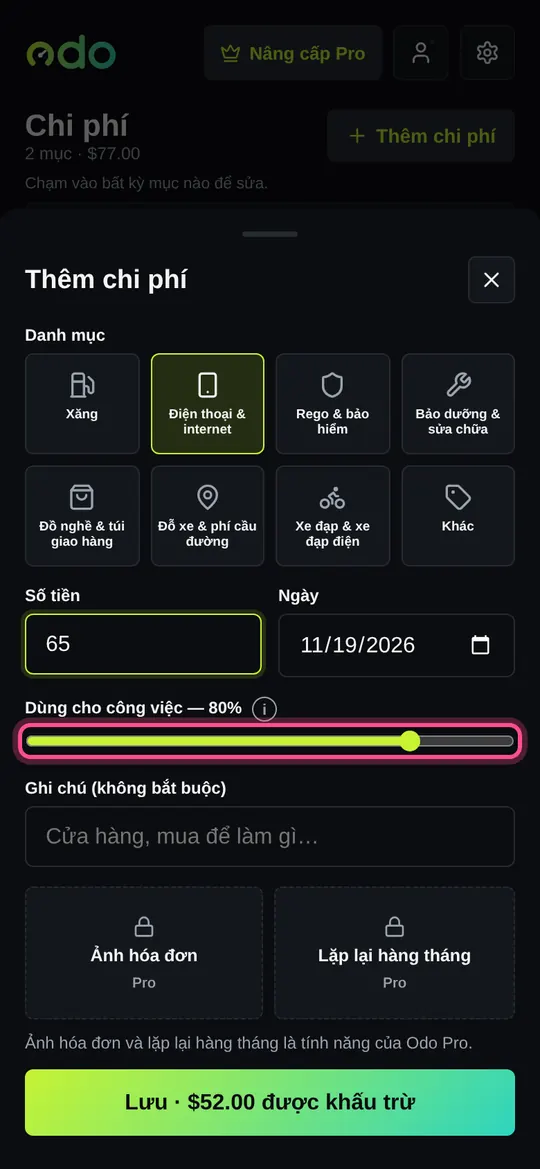 odo
Nâng cấp Pro
Chi phí
2 mục · $77.00
Thêm chi phí
Chạm vào bất kỳ mục nào để sửa.
Thêm chi phí
Danh mục
Xăng
Điện thoại &
internet
Rego & bảo
hiểm
Bảo dưỡng &
sửa chữa
Đồ nghề & túi
giao hàng
Đỗ xe & phí cầu
đường
Xe đạp & xe
đạp điện
Khác
Số tiền
Ngày
65
11/19/2026
Dùng cho công việc — 80%
Ghi chú (không bắt buộc)
Cửa hàng, mua để làm gì…
Ảnh hóa đơn
Pro
Lặp lại hàng tháng
Pro
Ảnh hóa đơn và lặp lại hàng tháng là tính năng của Odo Pro.
Lưu · $52.00 được khấu trừ